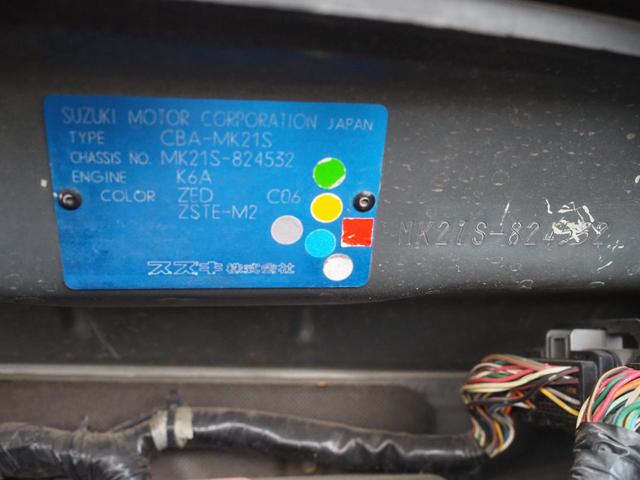 SUZUKI MOTOR CORPORATION JAPAN
TYPE CBA-MK21S
CHASSIS NO. MK21S-824532
ENGINE K6A
COLOR ZED C06
ZSTE-M2
スズキ株式会社
MK21S-824532